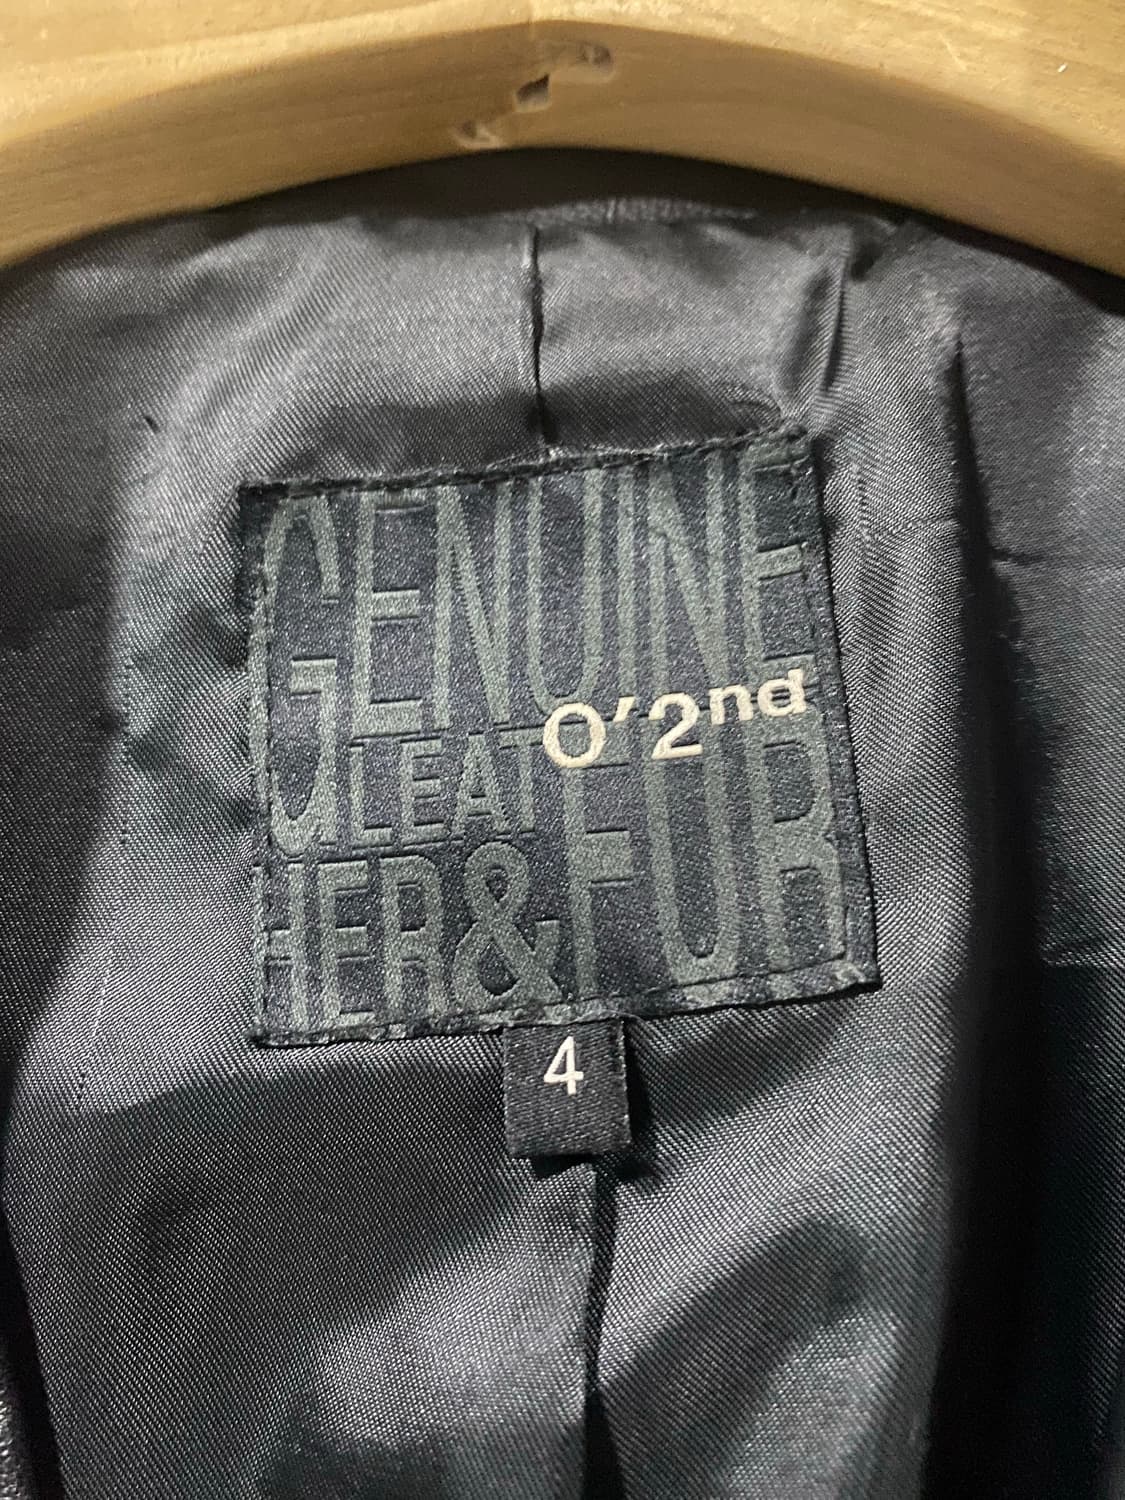 GENUINE
O'2nd
LEAT
HER & FUR
4